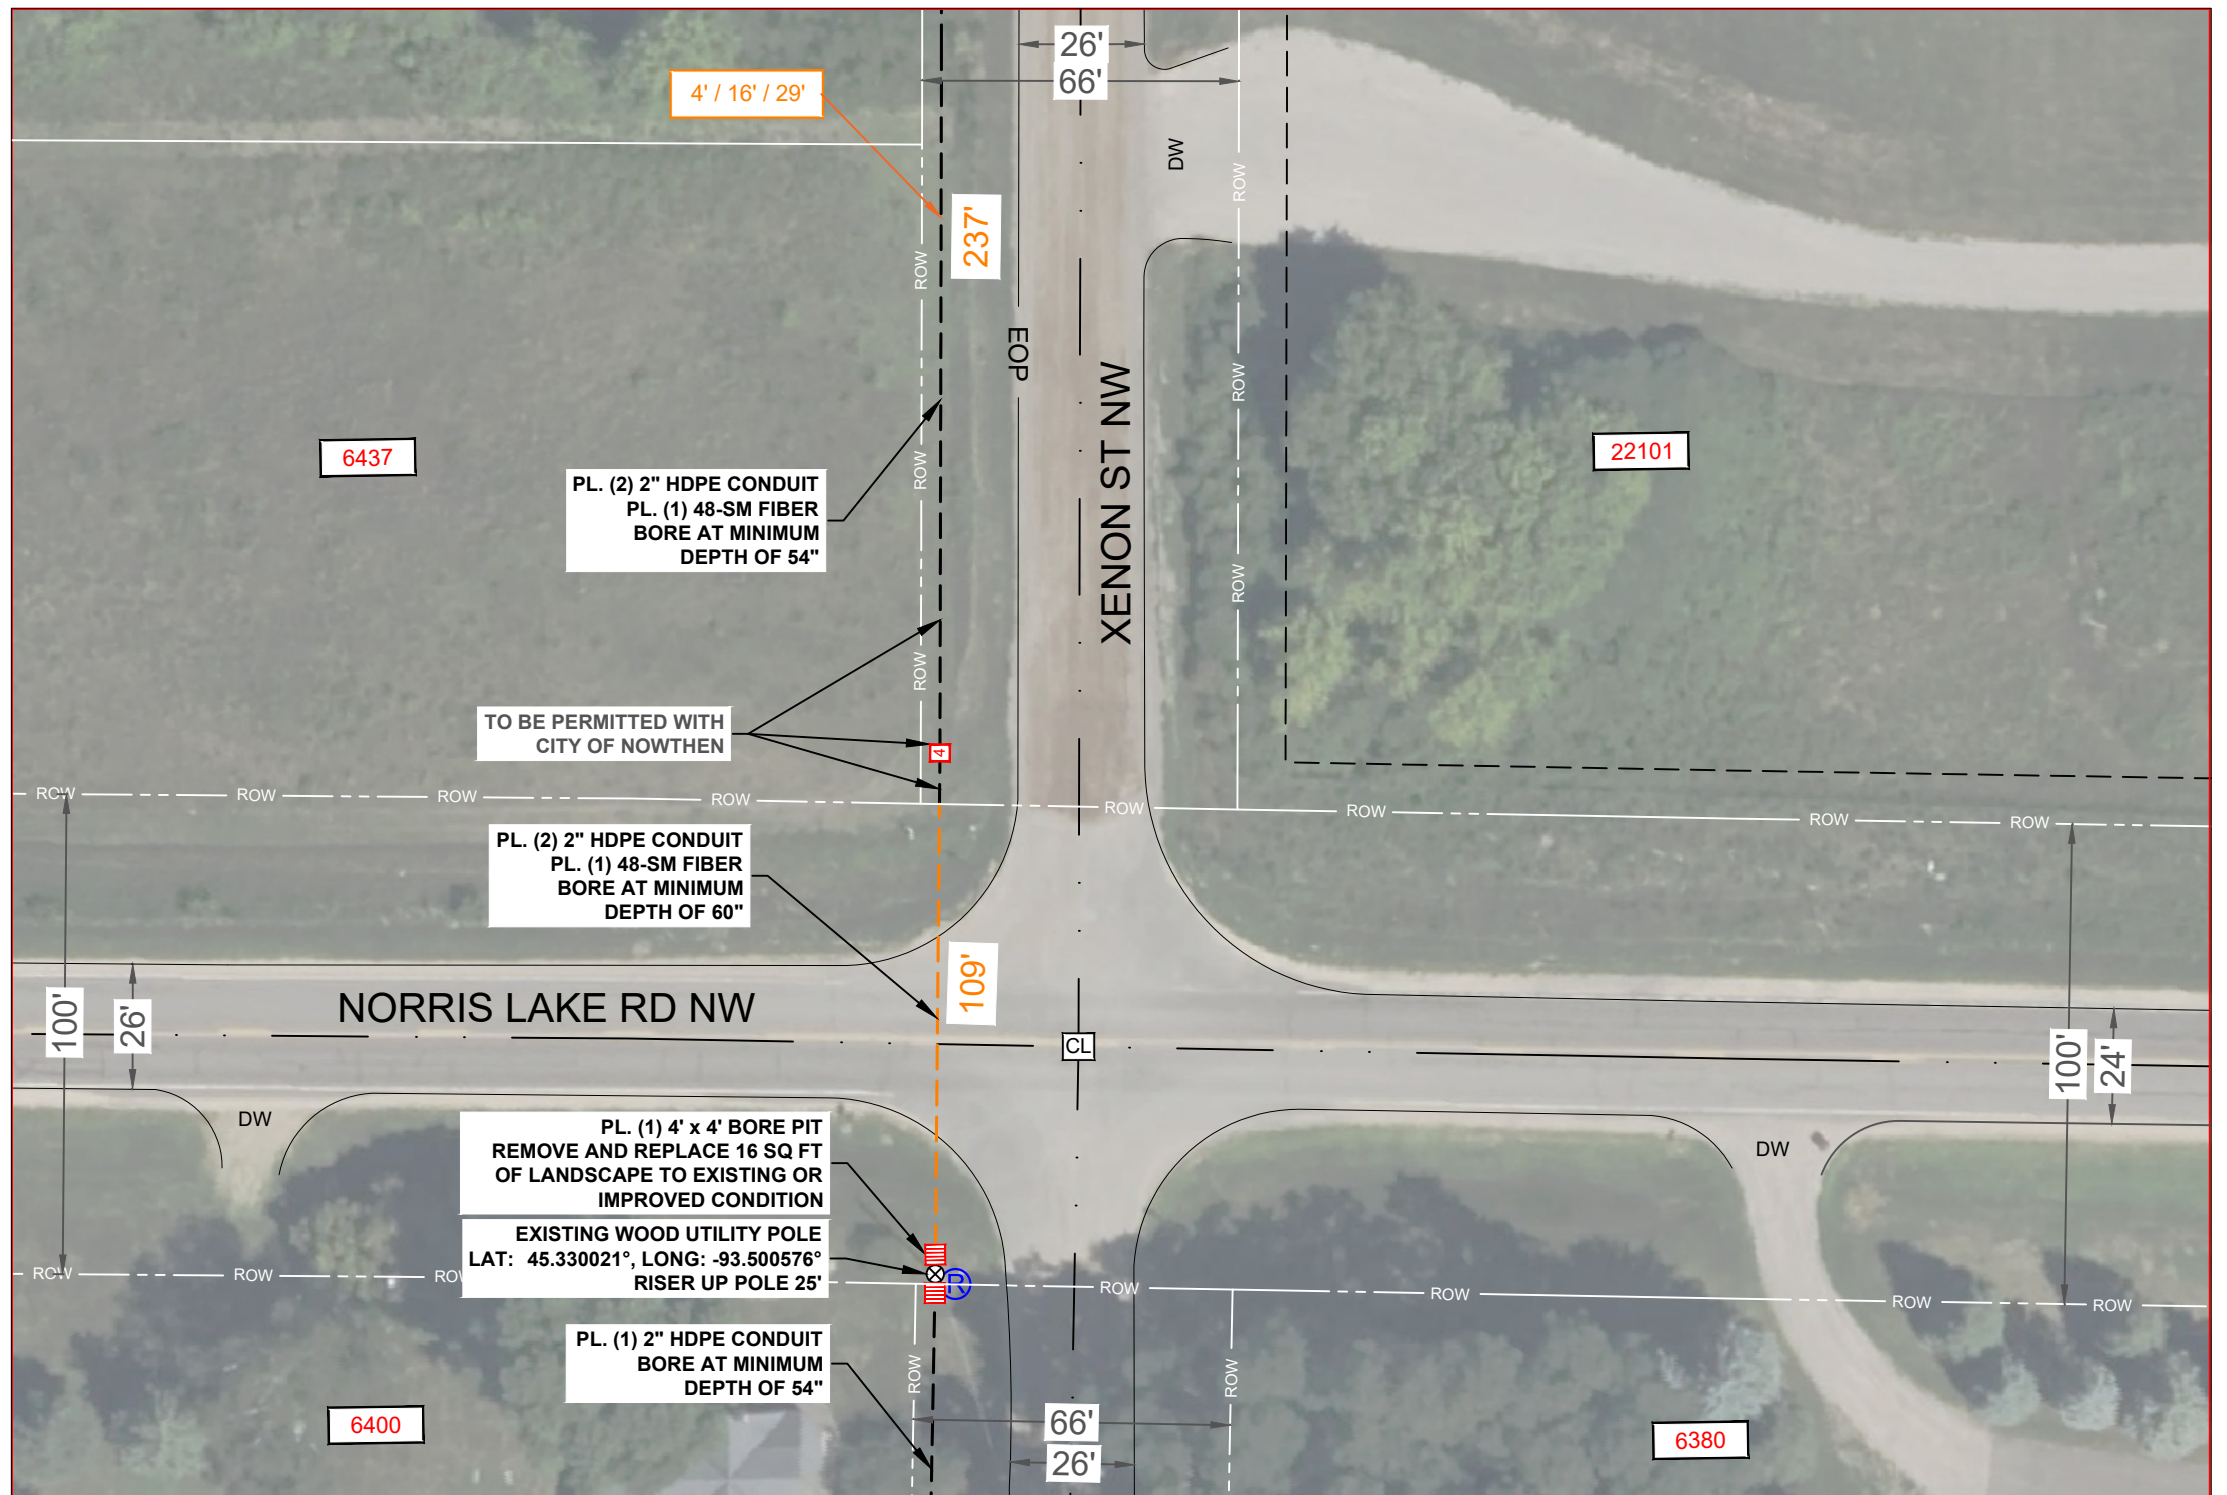 26'
66'
4' / 16' / 29'
DW
ROW
237'
ROW
EOP
ROW
XENON ST NW
6437
22101
PL. (2) 2" HDPE CONDUIT
PL. (1) 48-SM FIBER
BORE AT MINIMUM
DEPTH OF 54"
ROW
ROW
ROW
TO BE PERMITTED WITH
CITY OF NOWTHEN
4
ROW
ROW
ROW
ROW
ROW
ROW
ROW
ROW
PL. (2) 2" HDPE CONDUIT
PL. (1) 48-SM FIBER
BORE AT MINIMUM
DEPTH OF 60"
109'
NORRIS LAKE RD NW
100'
26'
CL
100'
24'
DW
DW
PL. (1) 4' x 4' BORE PIT
REMOVE AND REPLACE 16 SQ FT
OF LANDSCAPE TO EXISTING OR
IMPROVED CONDITION
EXISTING WOOD UTILITY POLE
LAT: 45.330021°, LONG: -93.500576°
RISER UP POLE 25'
R
ROW
ROW
ROW
ROW
ROW
ROW
ROW
PL. (1) 2" HDPE CONDUIT
BORE AT MINIMUM
DEPTH OF 54"
ROW
ROW
66'
26'
6400
6380